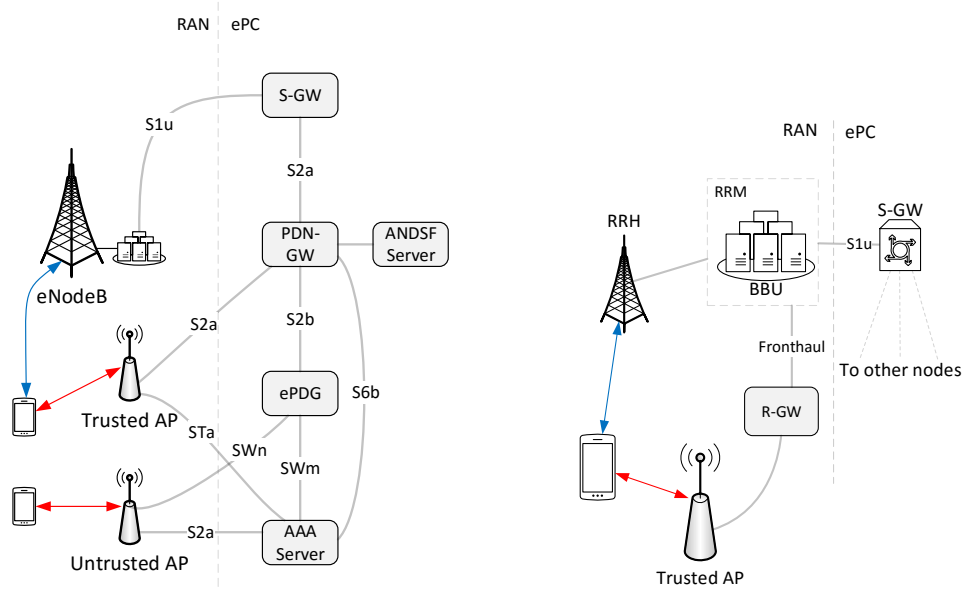 RAN
ePC
S-GW
S1u
S2a
PDN-
GW
ANDSF
Server
eNodeB
S2a
S2b
Trusted AP
ePDG
S6b
STa
SWn
SWm
Untrusted AP
S2a
AAA
Server
RAN
ePC
RRM
RRH
S-GW
S1u
BBU
Fronthaul
To other nodes
R-GW
Trusted AP